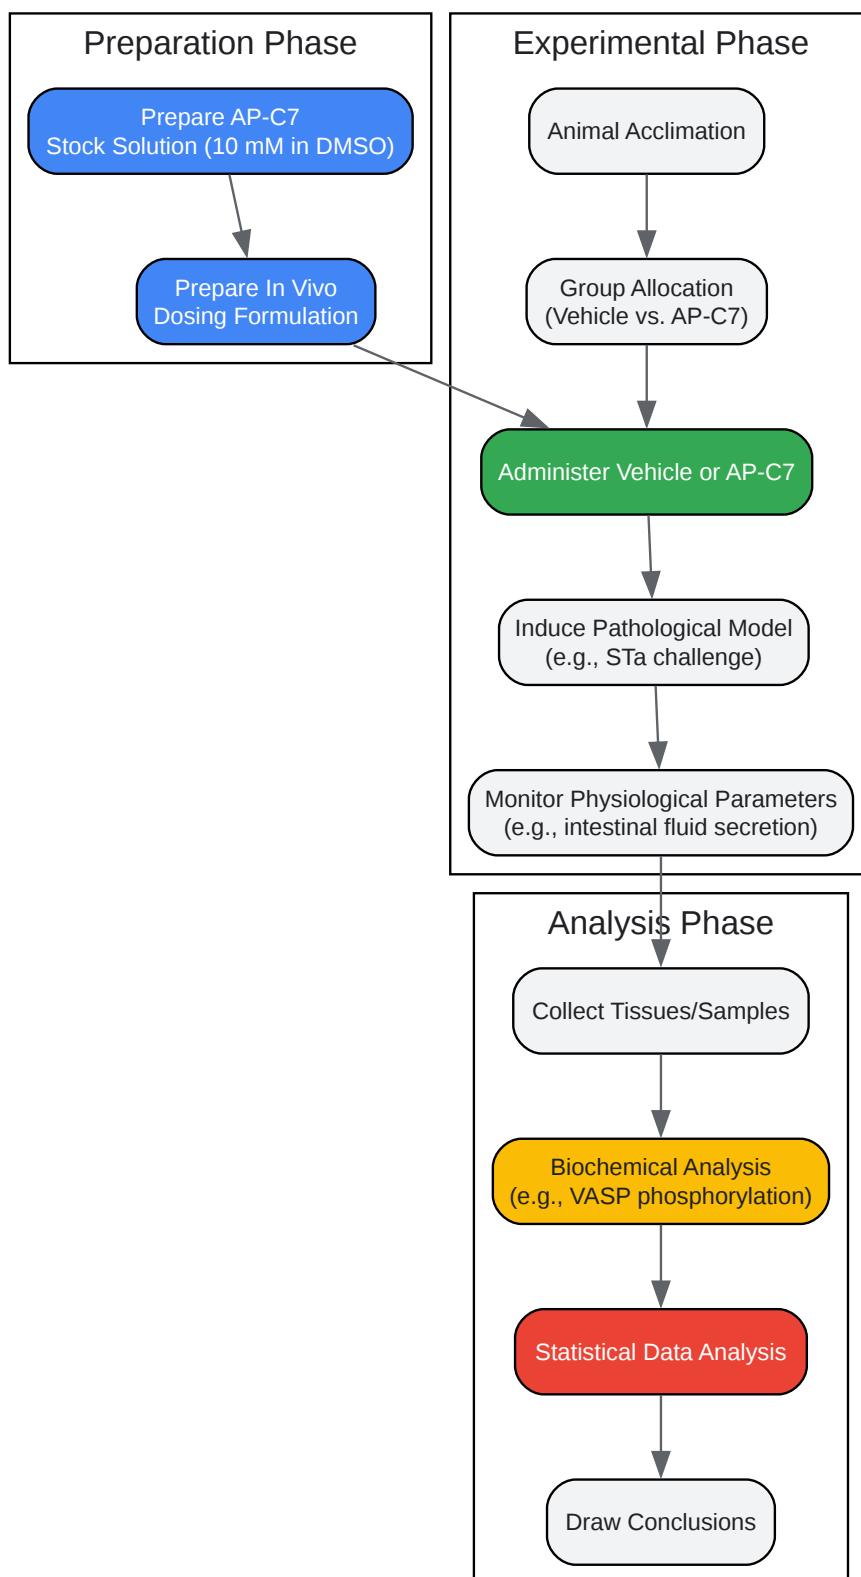 Preparation Phase
Prepare AP-C7
Stock Solution (10 mM in DMSO)
Prepare In Vivo
Dosing Formulation
Experimental Phase
Animal Acclimation
Group Allocation
(Vehicle vs. AP-C7)
Administer Vehicle or AP-C7
Induce Pathological Model
(e.g., STa challenge)
Monitor Physiological Parameters
(e.g., intestinal fluid secretion)
Analysis Phase
Collect Tissues/Samples
Biochemical Analysis
(e.g., VASP phosphorylation)
Statistical Data Analysis
Draw Conclusions